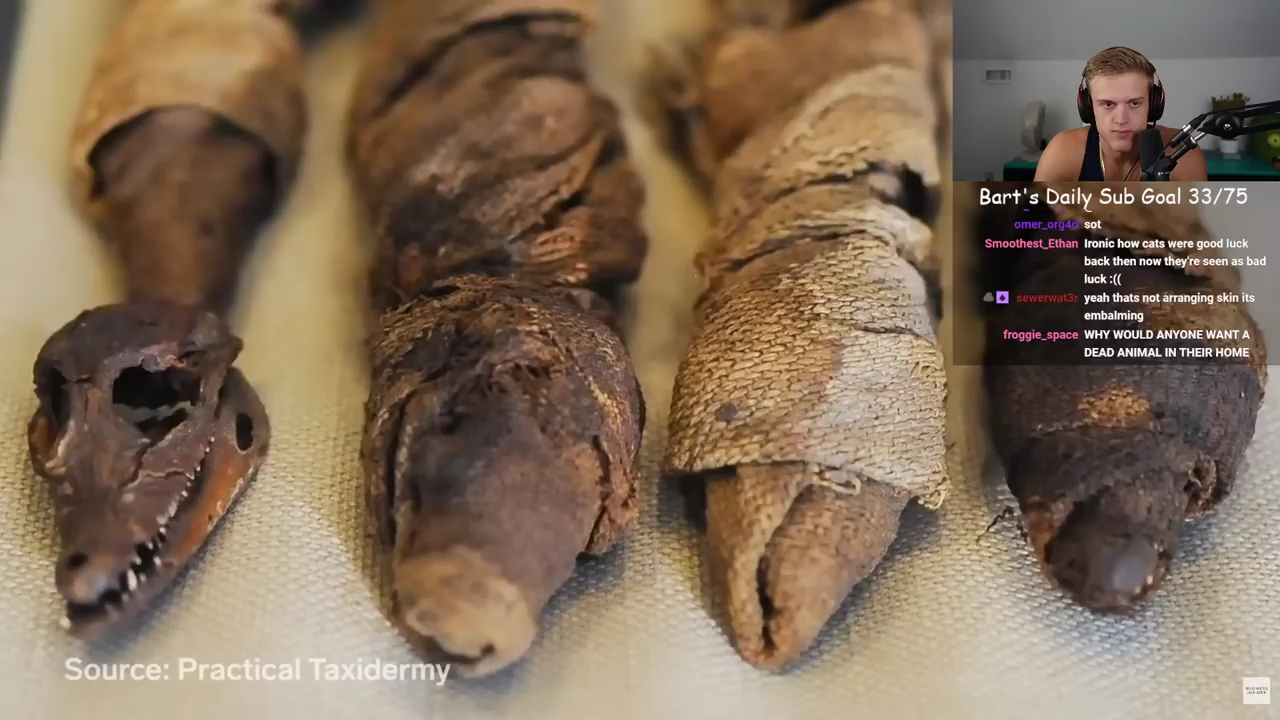 Bart's Daily Sub Goal 33/75
omer_org4d sot
Smoothest_Ethan Ironic how cats were good luck
back then now they're seen as bad
luck :((
sewerwat3r yeah thats not arranging skin its
embalming
froggie_space WHY WOULD ANYONE WANT A
DEAD ANIMAL IN THEIR HOME
Source: Practical Taxidermy
BUSINESS
INSIDER